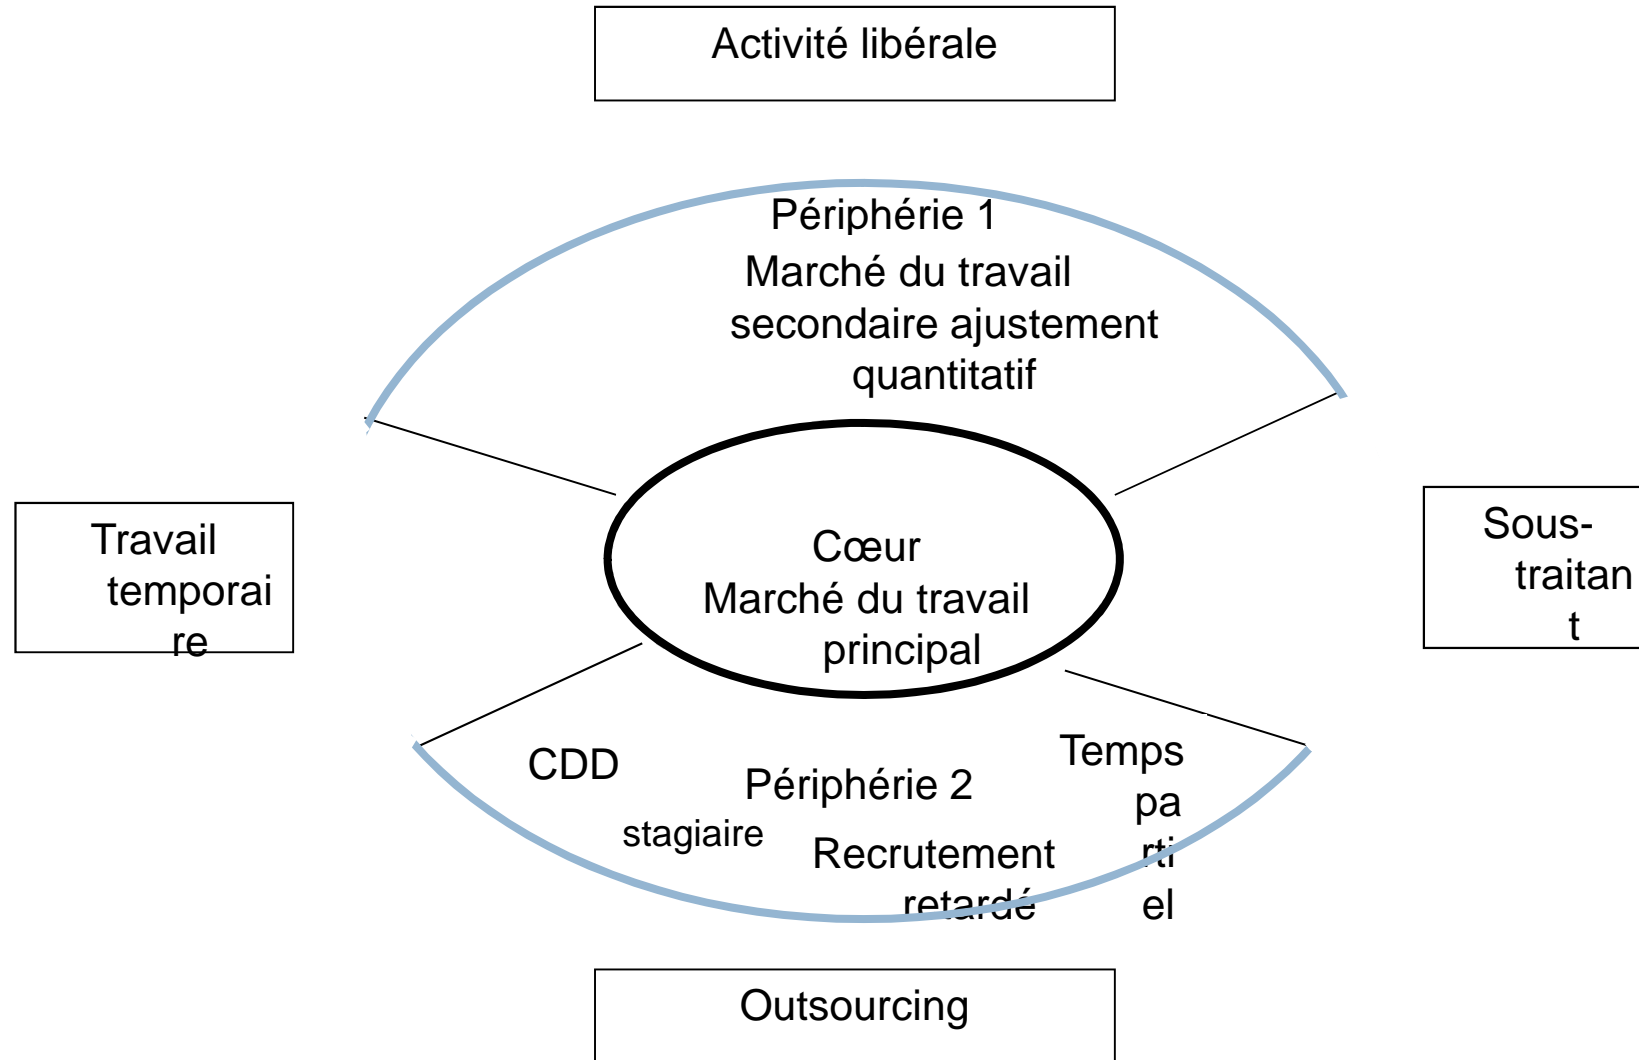 Activité libérale
Périphérie 1
Marché du travail
secondaire ajustement
quantitatif
Travail
temporai
re
Cœur
Marché du travail
principal
Sous-
traitan
t
CDD
stagiaire
Périphérie 2
Recrutement
retardé
Temps
pa
rti
el
Outsourcing